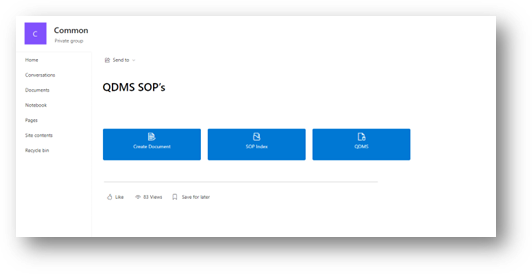 C
Common
Private group
Home
Conversations
Documents
Notebook
Pages
Site contents
Recycle bin
Send to
QDMS SOP's
Create Document
SOP Index
QDMS
Like
83 Views
Save for later